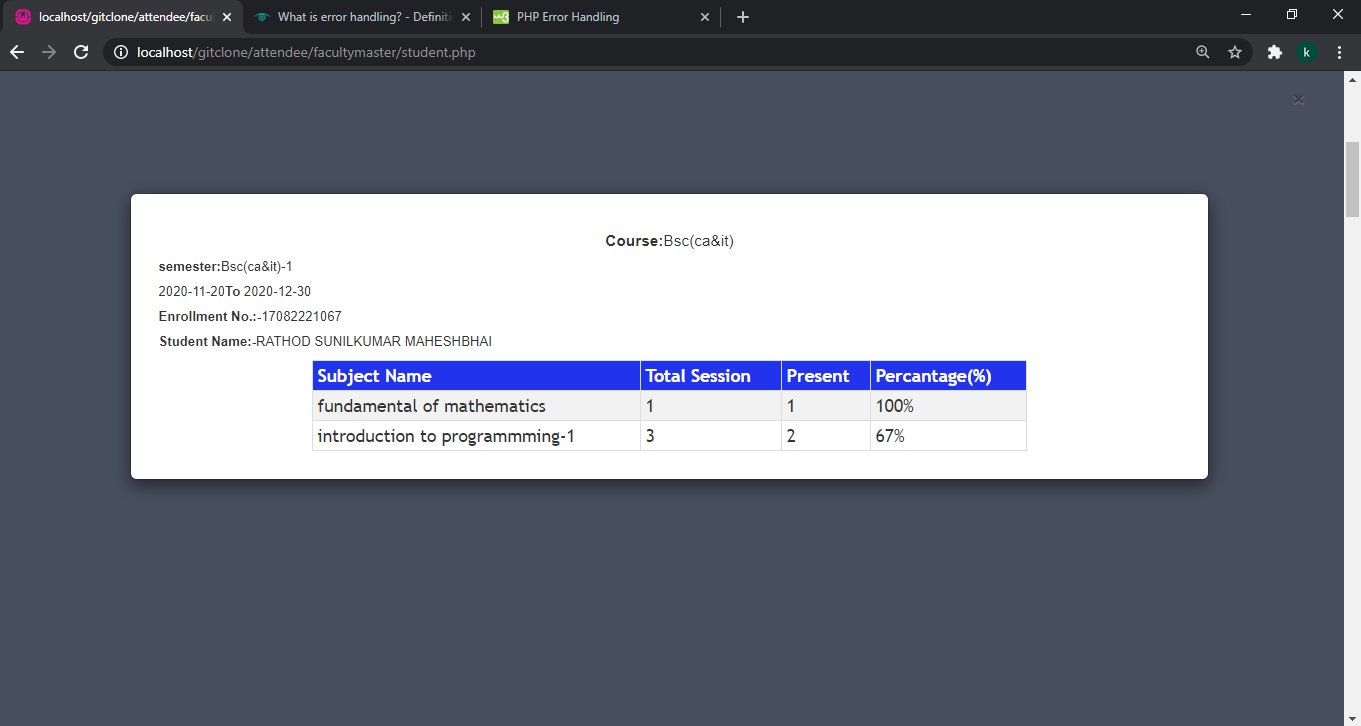 localhost/gitclone/attendee/facu
What is error handling? - Definiti
PHP Error Handling
localhost/gitclone/attendee/facultymaster/student.php
k
Course:Bsc(ca&it)
semester:Bsc(ca&it)-1
2020-11-20To 2020-12-30
Enrollment No.:-17082221067
Student Name:-RATHOD SUNILKUMAR MAHESHBHAI
Subject Name Total Session Present Percantage(%)
fundamental of mathematics 1 1 100%
introduction to programmming-1 3 2 67%